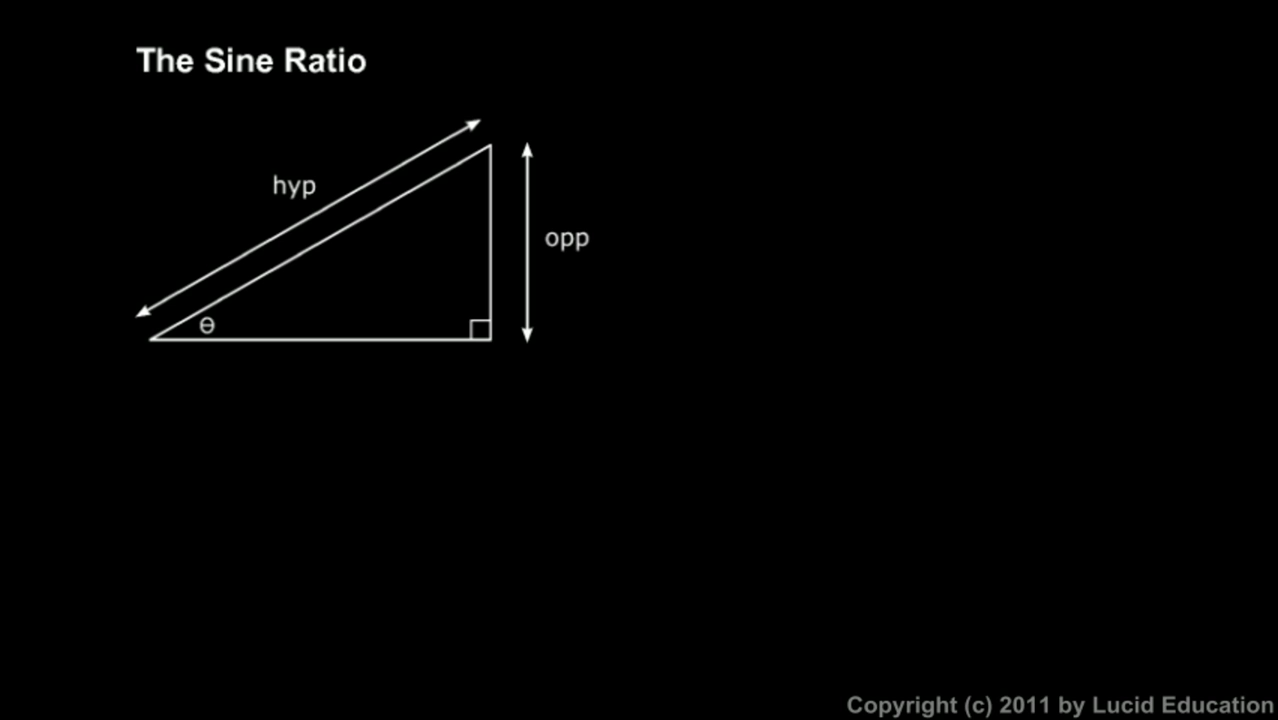 The Sine Ratio
hyp
opp
θ
Copyright (c) 2011 by Lucid Education